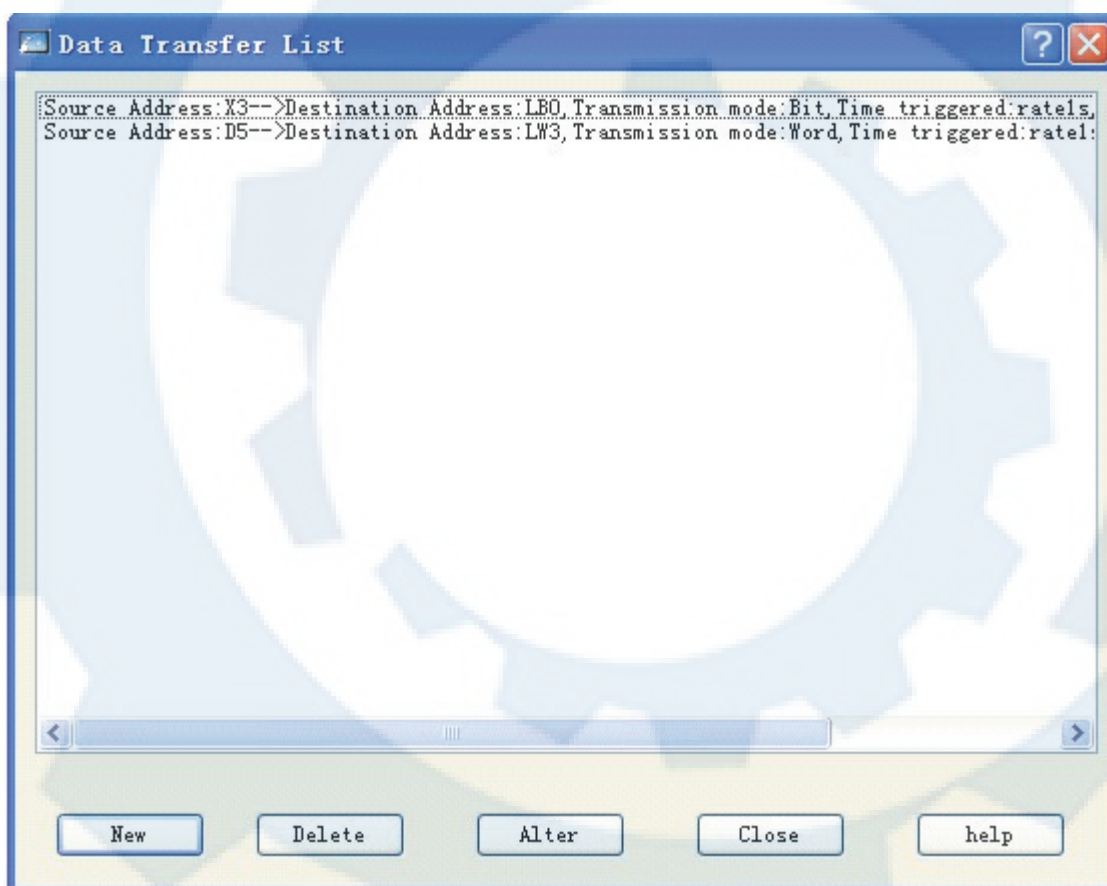 Data Transfer List
Source Address:X3-->Destination Address:LB0,Transmission mode:Bit,Time triggered:rate1s,
Source Address:D5-->Destination Address:LW3,Transmission mode:Word,Time triggered:rate1s
New Delete Alter Close help